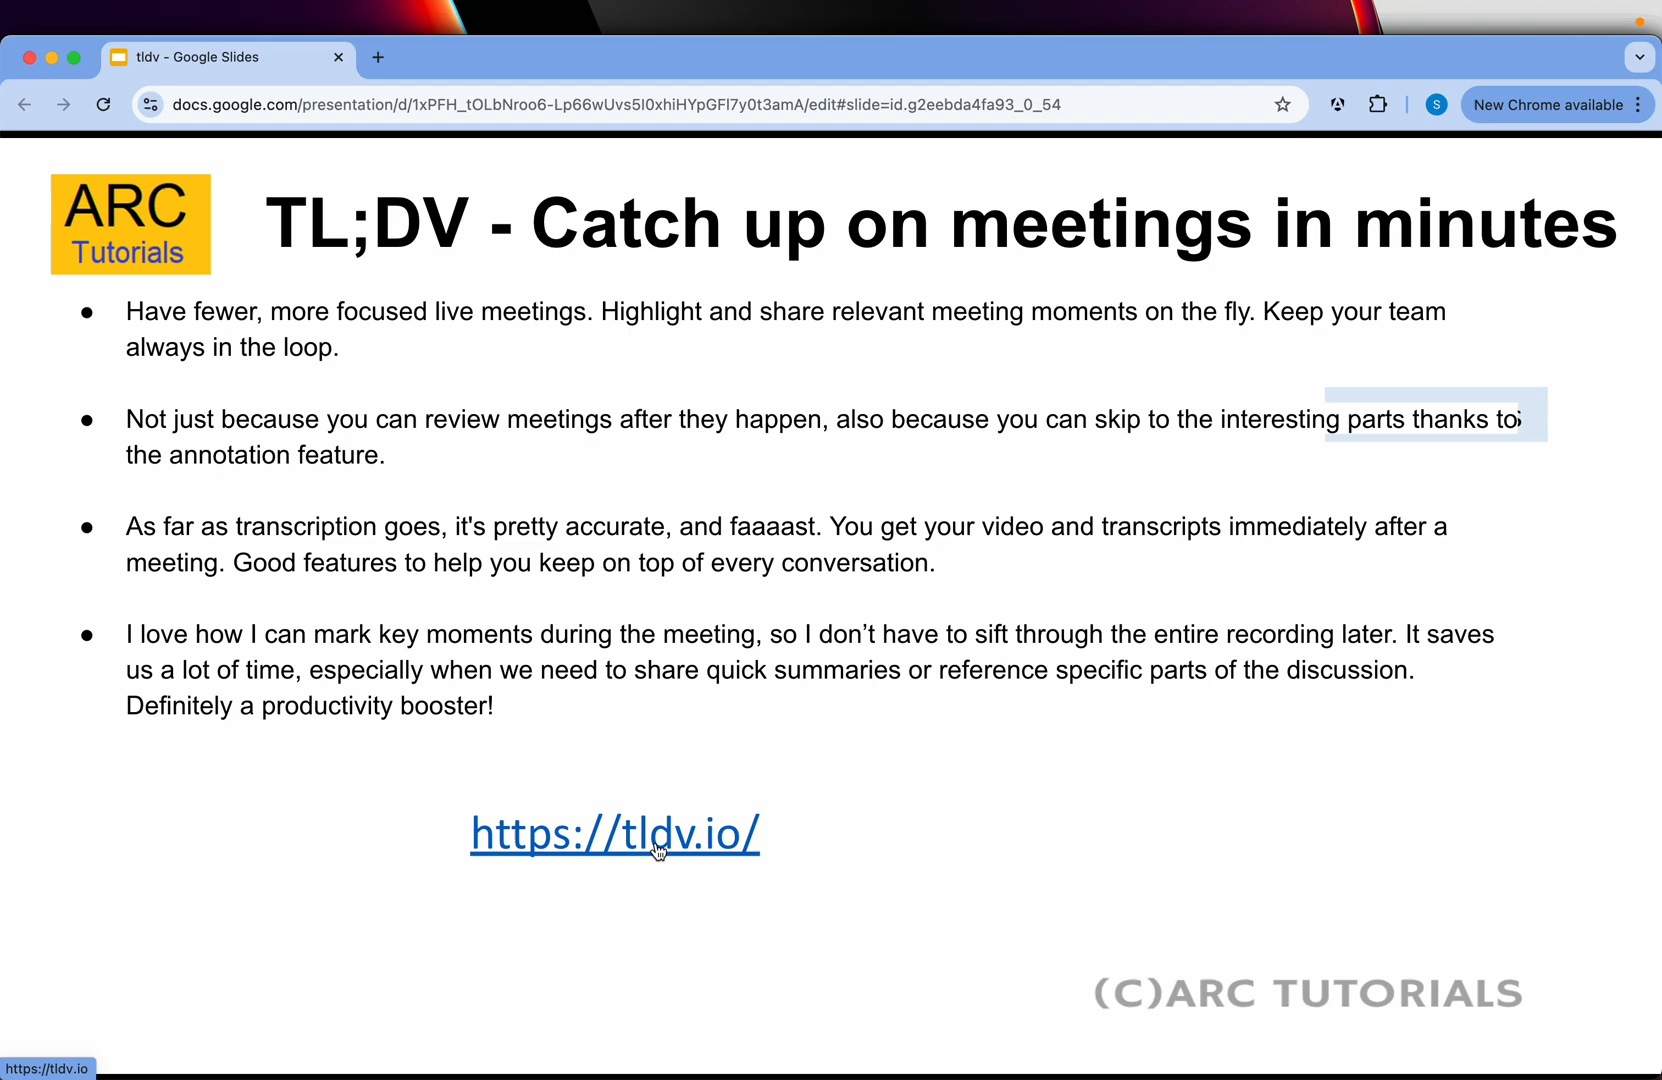 tldv - Google Slides
docs.google.com/presentation/d/1xPFH_tOLbNroo6-Lp66wUvs5I0xhiHYpGFl7y0t3amA/edit#slide=id.g2eebda4fa93_0_54
S
New Chrome available
ARC
Tutorials
TL;DV - Catch up on meetings in minutes
● Have fewer, more focused live meetings. Highlight and share relevant meeting moments on the fly. Keep your team
always in the loop.
● Not just because you can review meetings after they happen, also because you can skip to the interesting parts thanks to
the annotation feature.
● As far as transcription goes, it's pretty accurate, and faaaast. You get your video and transcripts immediately after a
meeting. Good features to help you keep on top of every conversation.
● I love how I can mark key moments during the meeting, so I don’t have to sift through the entire recording later. It saves
us a lot of time, especially when we need to share quick summaries or reference specific parts of the discussion.
Definitely a productivity booster!
https://tldv.io/
(C)ARC TUTORIALS
https://tldv.io